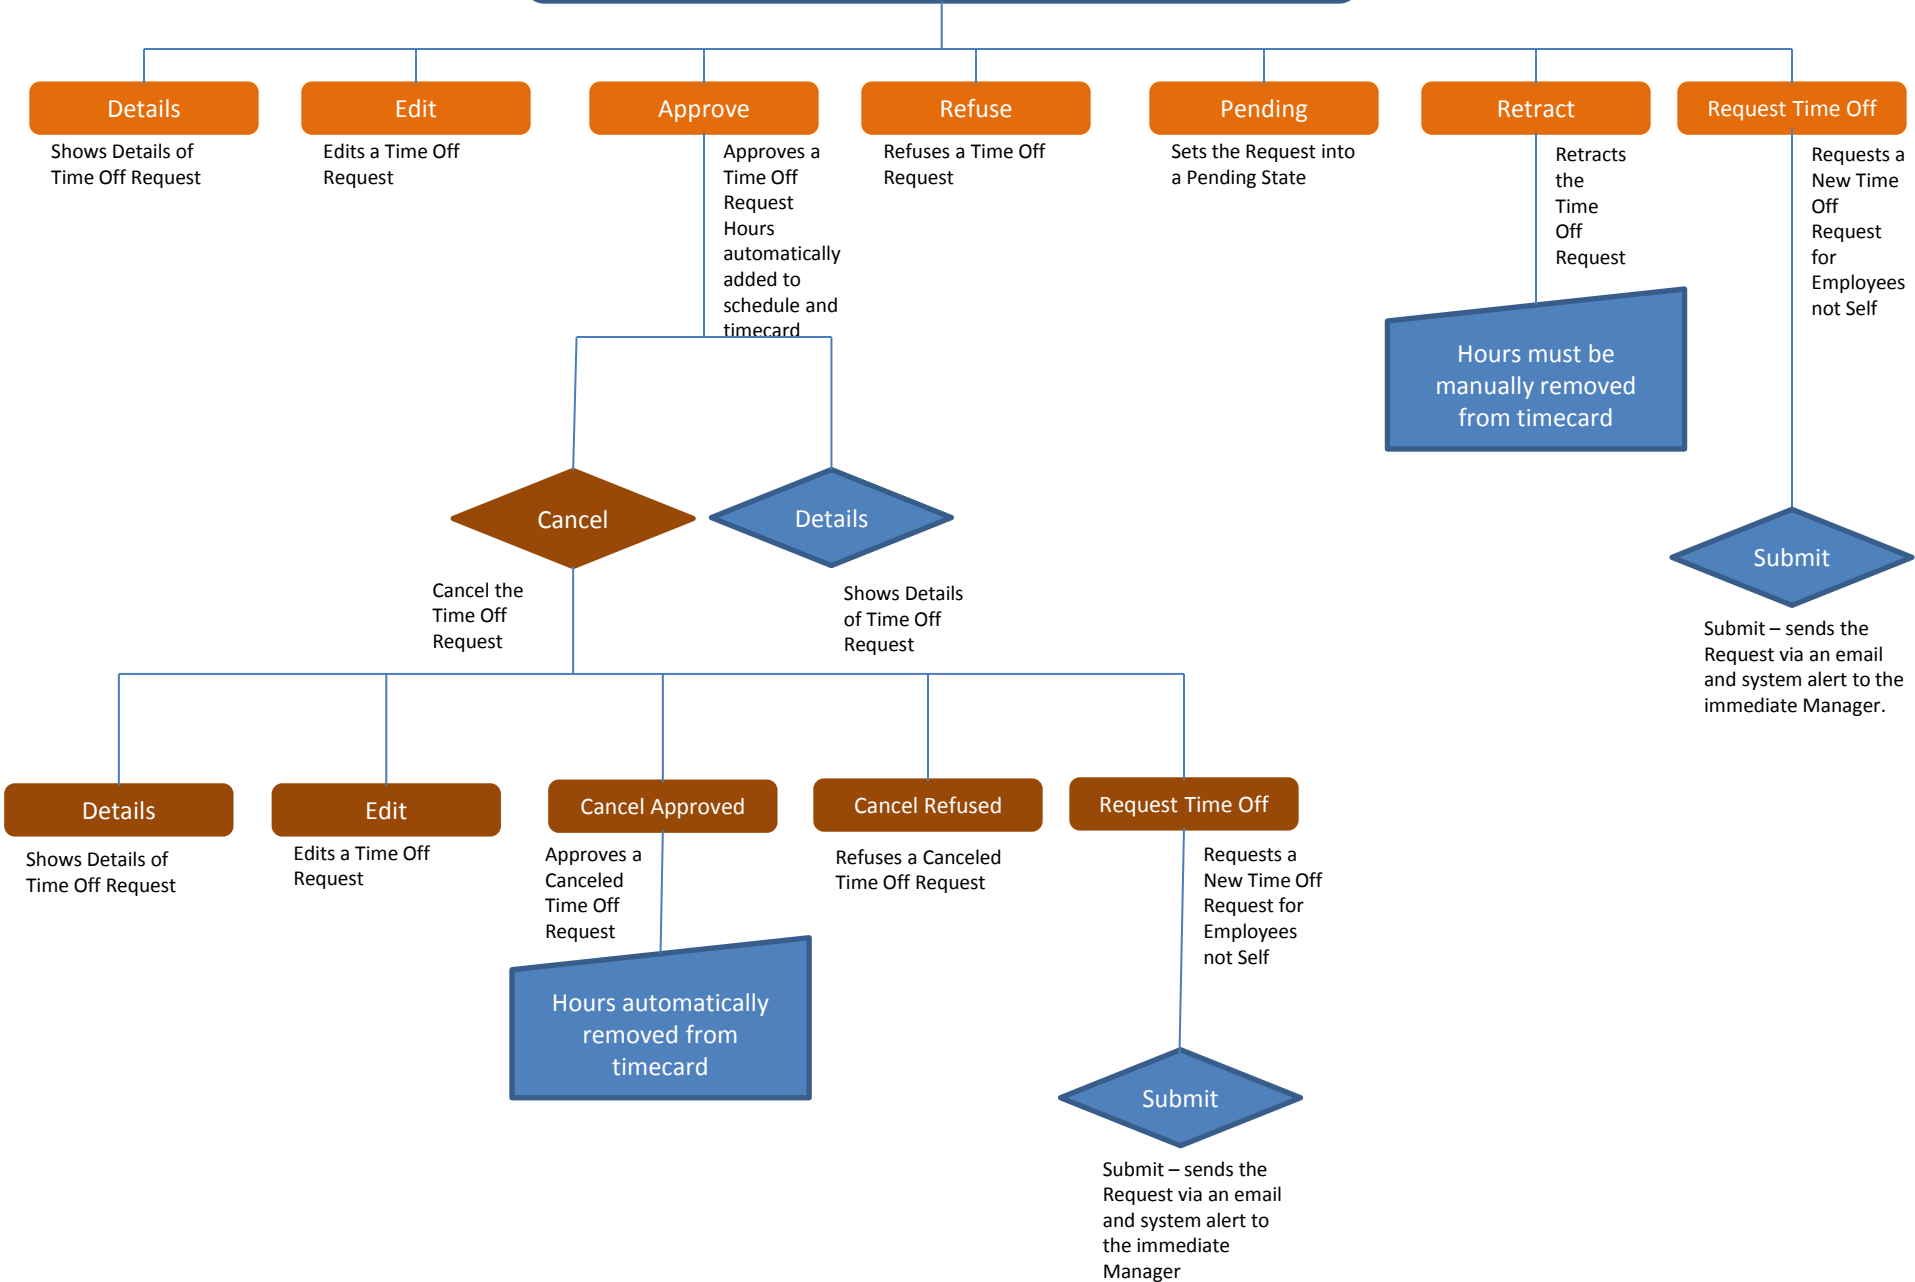 Details
Edit
Approve
Refuse
Pending
Retract
Request Time Off
Shows Details of
Time Off Request
Edits a Time Off
Request
Approves a
Time Off
Request
Hours
automatically
added to
schedule and
timecard
Refuses a Time Off
Request
Sets the Request into
a Pending State
Retracts
the
Time
Off
Request
Requests a
New Time
Off
Request
for
Employees
not Self
Hours must be
manually removed
from timecard
Cancel
Details
Submit
Cancel the
Time Off
Request
Shows Details
of Time Off
Request
Submit – sends the
Request via an email
and system alert to the
immediate Manager.
Details
Edit
Cancel Approved
Cancel Refused
Request Time Off
Shows Details of
Time Off Request
Edits a Time Off
Request
Approves a
Canceled
Time Off
Request
Refuses a Canceled
Time Off Request
Requests a
New Time Off
Request for
Employees
not Self
Hours automatically
removed from
timecard
Submit
Submit – sends the
Request via an email
and system alert to
the immediate
Manager